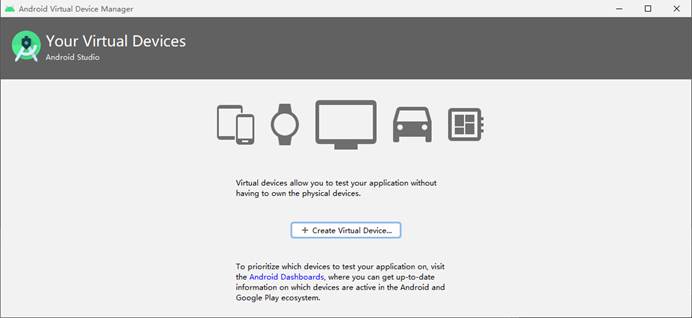 Android Virtual Device Manager
Your Virtual Devices
Android Studio
Virtual devices allow you to test your application without
having to own the physical devices.
+ Create Virtual Device...
To prioritize which devices to test your application on, visit
the Android Dashboards, where you can get up-to-date
information on which devices are active in the Android and
Google Play ecosystem.